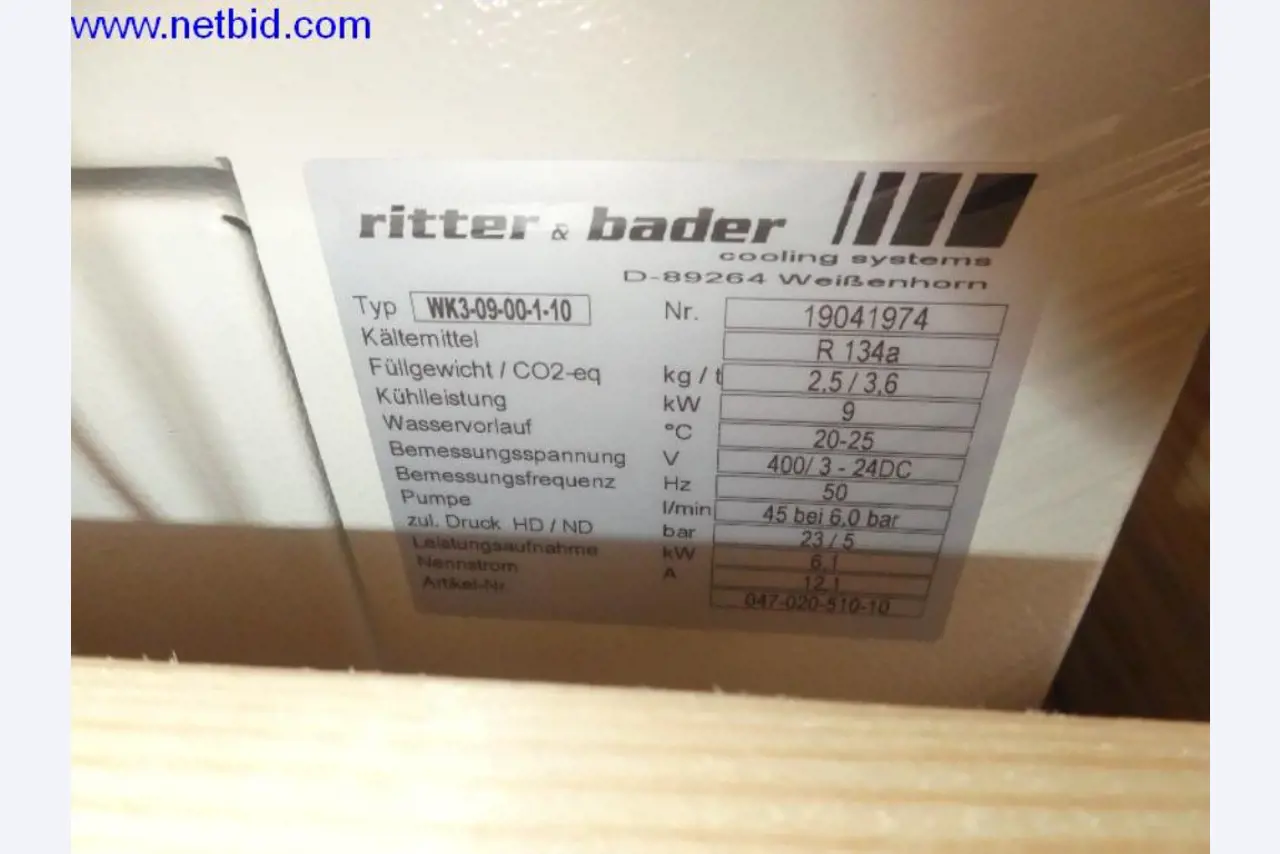 www.netbid.com
ritter & bader
cooling systems
D-89264 Weißenhorn
Typ WK3-09-00-1-10 Nr. 19041974
Kältemittel R 134a
Füllgewicht / CO2-eq kg / t 2,5 / 3,6
Kühlleistung kW 9
Wasservorlauf °C 20-25
Bemessungsspannung V 400/ 3 - 24DC
Bemessungsfrequenz Hz 50
Pumpe l/min 45 bei 6,0 bar
zul. Druck HD / ND bar 23 / 5
Leistungsaufnahme kW 6,1
Nennstrom A 12,1
Artikel-Nr. 047-020-510-10